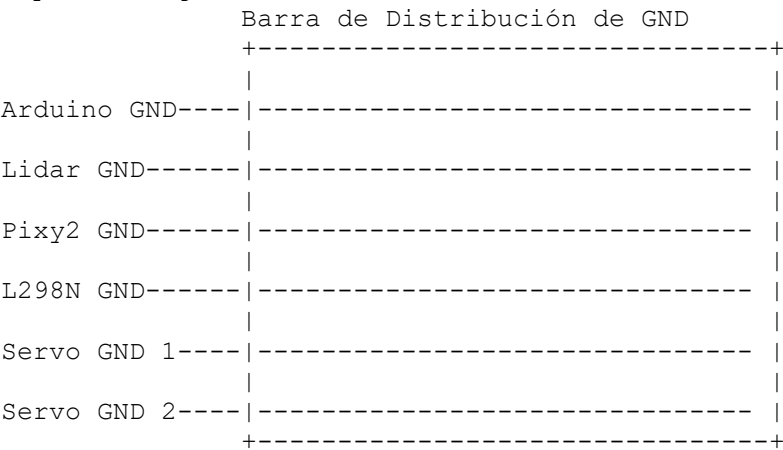 Barra de Distribución de GND
+--------------------------------+
| |
Arduino GND----|------------------------------- |
| |
Lidar GND------|------------------------------- |
| |
Pixy2 GND------|------------------------------- |
| |
L298N GND------|------------------------------- |
| |
Servo GND 1----|------------------------------- |
| |
Servo GND 2----|------------------------------- |
+--------------------------------+